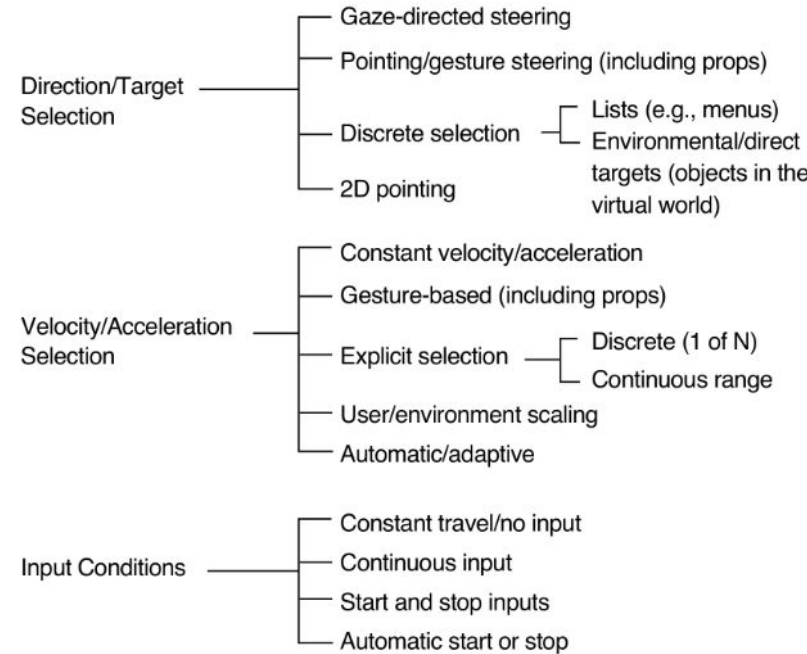 Gaze-directed steering
Pointing/gesture steering (including props)
Direction/Target
Selection
Discrete selection
Lists (e.g., menus)
Environmental/direct
targets (objects in the
virtual world)
2D pointing
Constant velocity/acceleration
Gesture-based (including props)
Velocity/Acceleration
Selection
Explicit selection
Discrete (1 of N)
Continuous range
User/environment scaling
Automatic/adaptive
Constant travel/no input
Input Conditions
Continuous input
Start and stop inputs
Automatic start or stop